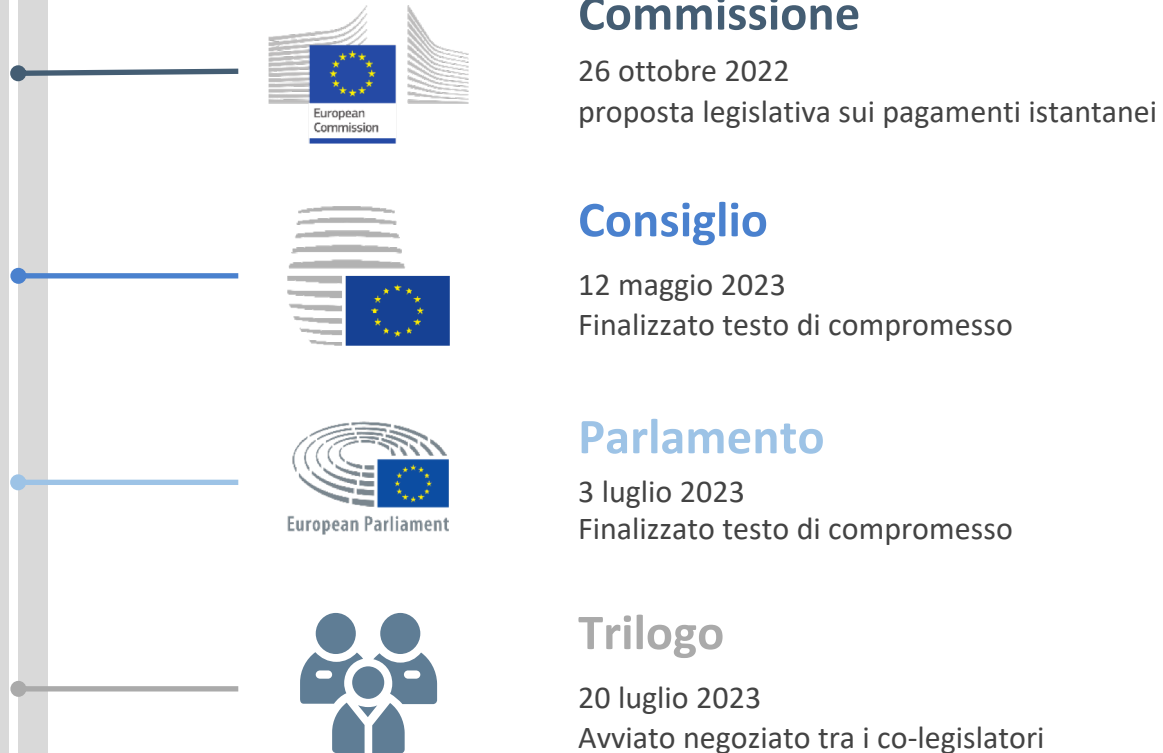 Commissione
26 ottobre 2022
proposta legislativa sui pagamenti istantanei
European
Commission
Consiglio
12 maggio 2023
Finalizzato testo di compromesso
Parlamento
3 luglio 2023
Finalizzato testo di compromesso
European Parliament
Trilogo
20 luglio 2023
Avviato negoziato tra i co-legislatori